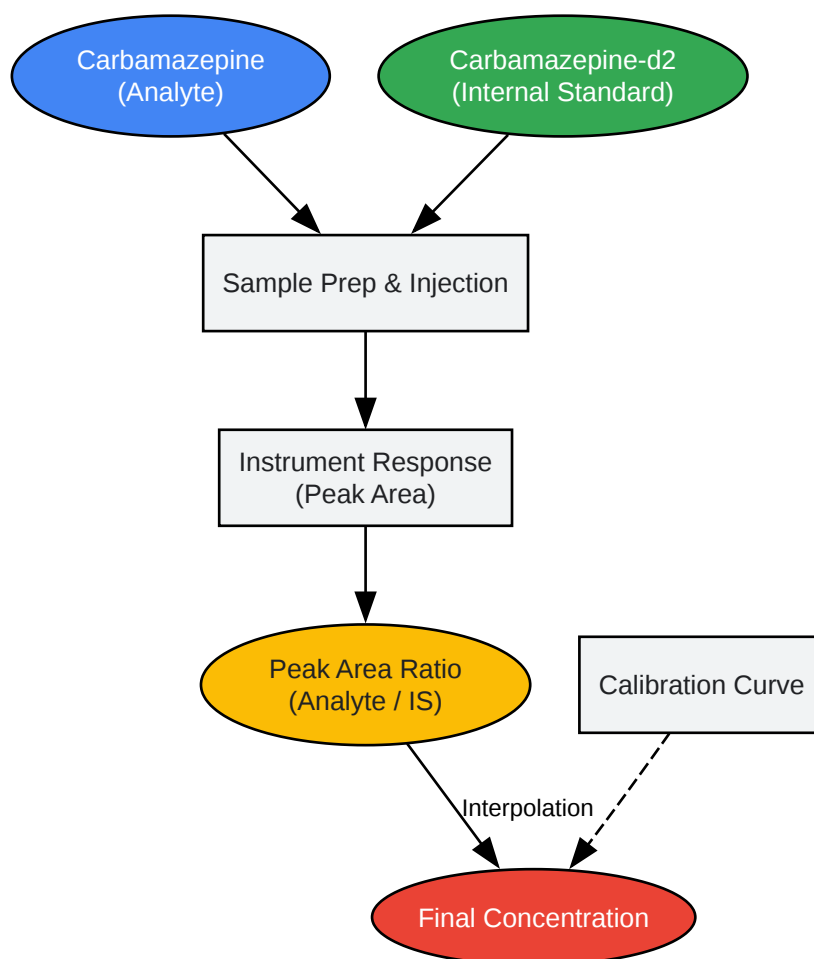 Carbamazepine
(Analyte)
Carbamazepine-d2
(Internal Standard)
Sample Prep & Injection
Instrument Response
(Peak Area)
Peak Area Ratio
(Analyte / IS)
Calibration Curve
Interpolation
Final Concentration